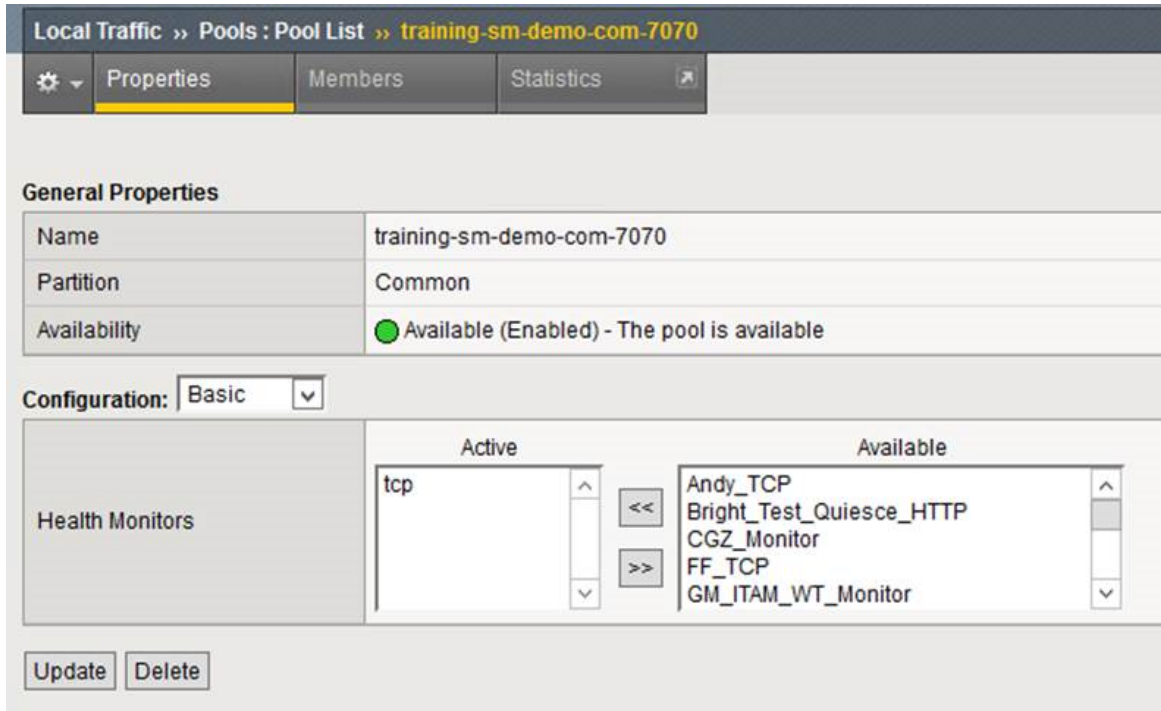 Local Traffic ›› Pools : Pool List ›› training-sm-demo-com-7070
Properties Members Statistics
General Properties
Name training-sm-demo-com-7070
Partition Common
Availability Available (Enabled) - The pool is available
Configuration: Basic
Active Available
Health Monitors
tcp
<<
>>
Andy_TCP
Bright_Test_Quiesce_HTTP
CGZ_Monitor
FF_TCP
GM_ITAM_WT_Monitor
Update Delete